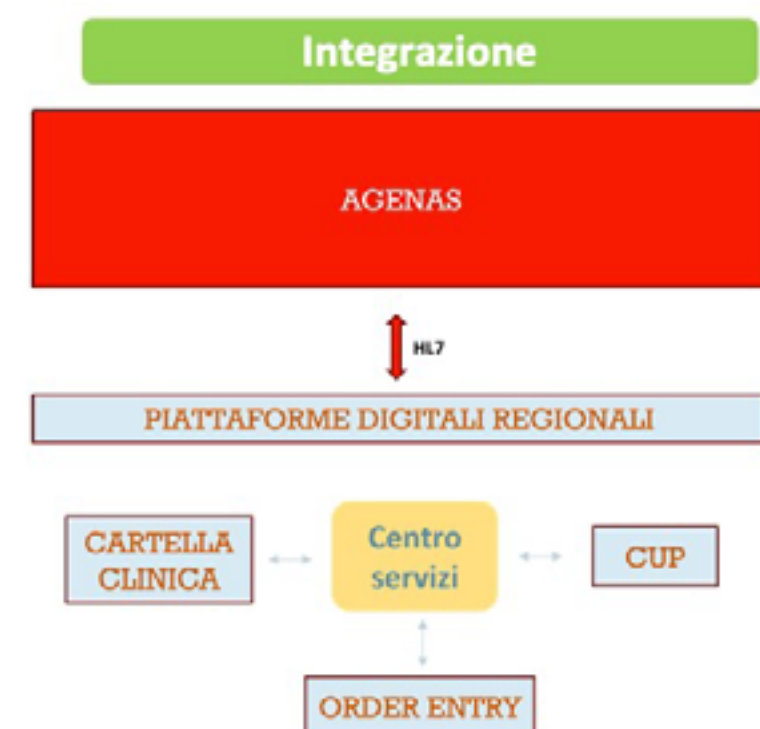 Integrazione
AGENAS
HL7
PIATTAFORME DIGITALI REGIONALI
CARTELLA
CLINICA
Centro
servizi
CUP
ORDER ENTRY